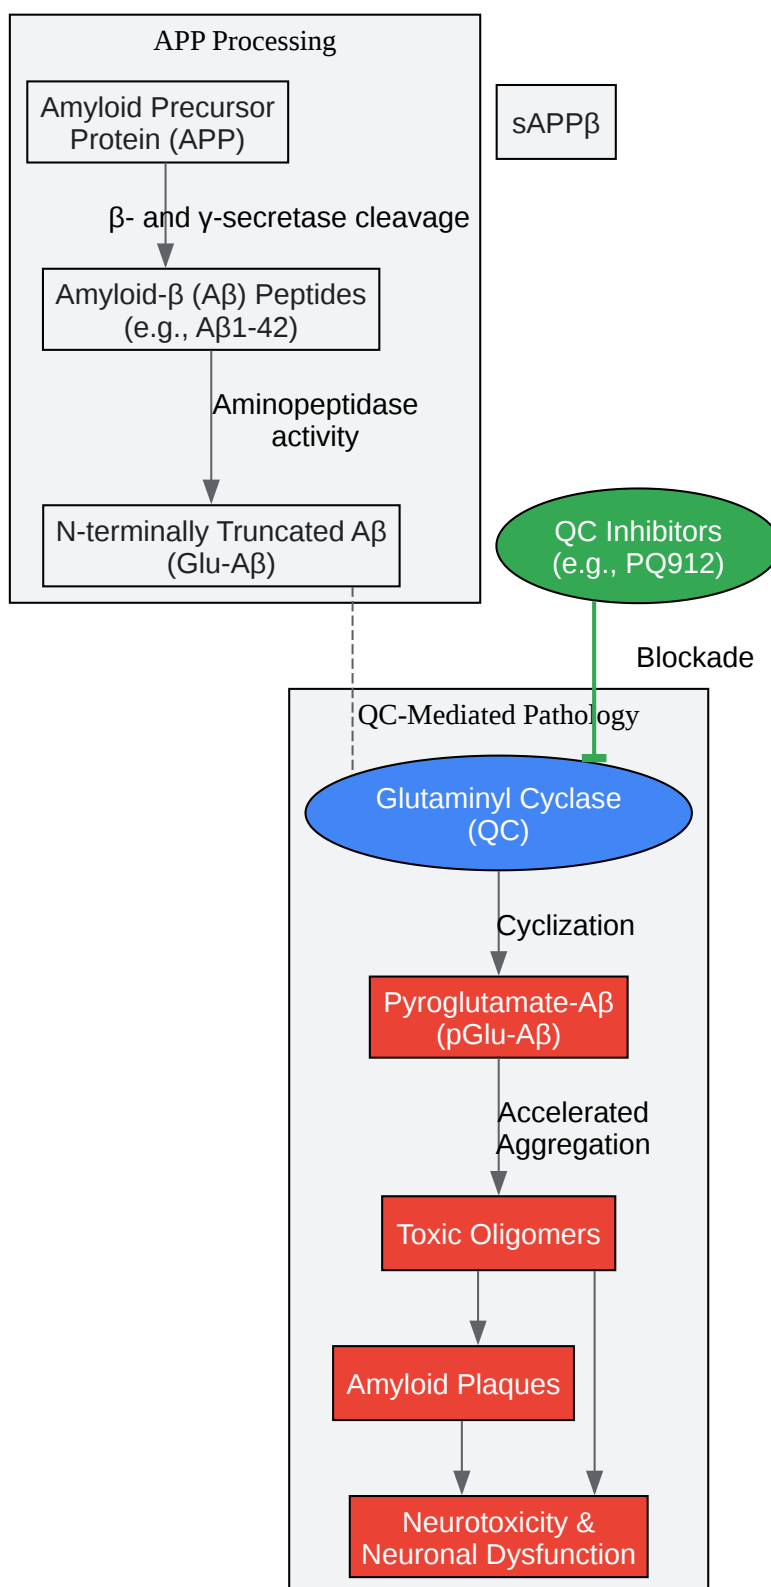 APP Processing
Amyloid Precursor
Protein (APP)
sAPPβ
β- and γ-secretase cleavage
Amyloid-β (Aβ) Peptides
(e.g., Aβ1-42)
Aminopeptidase
activity
N-terminally Truncated Aβ
(Glu-Aβ)
QC Inhibitors
(e.g., PQ912)
Blockade
QC-Mediated Pathology
Glutaminyl Cyclase
(QC)
Cyclization
Pyroglutamate-Aβ
(pGlu-Aβ)
Accelerated
Aggregation
Toxic Oligomers
Amyloid Plaques
Neurotoxicity &
Neuronal Dysfunction